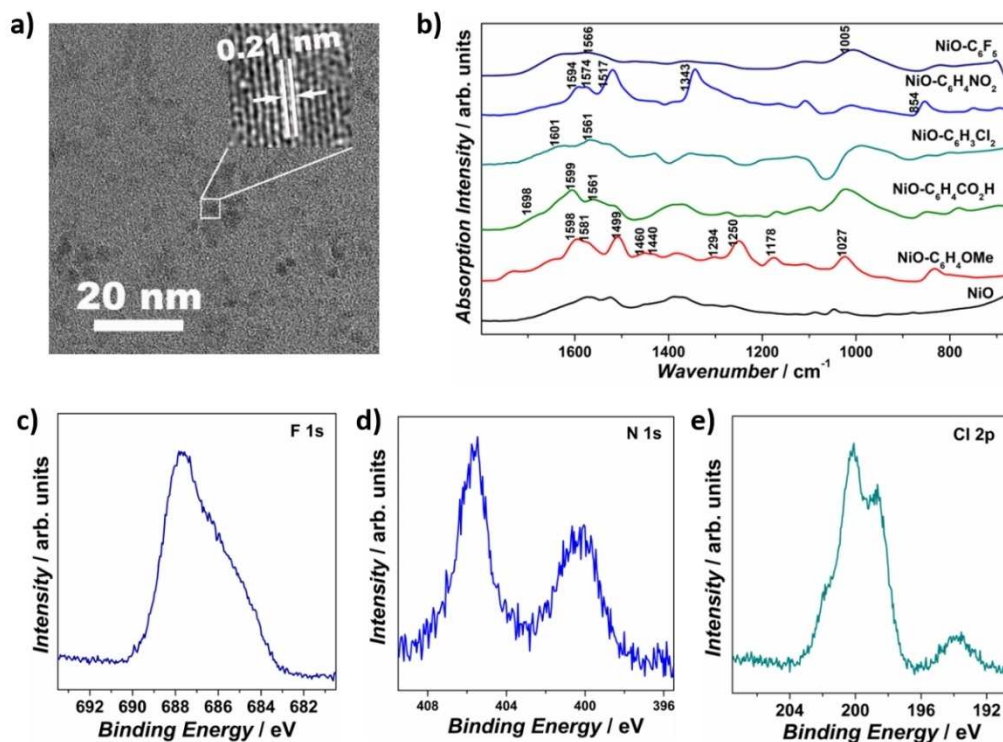 a)
0.21 nm
20 nm
b)
Absorption Intensity / arb. units
1566
1005
NiO-C₆F₅
1594
1574
1517
1343
854
NiO-C₆H₄NO₂
1601
1561
NiO-C₆H₃Cl₂
1698
1599
1561
NiO-C₆H₄CO₂H
1598
1581
1499
1460
1440
1294
1250
1178
1027
NiO-C₆H₄OMe
NiO
1600 1400 1200 1000 800
Wavenumber / cm⁻¹
c)
F 1s
Intensity / arb. units
692 690 688 686 684 682
Binding Energy / eV
d)
N 1s
Intensity / arb. units
408 404 400 396
Binding Energy / eV
e)
Cl 2p
Intensity / arb. units
204 200 196 192
Binding Energy / eV